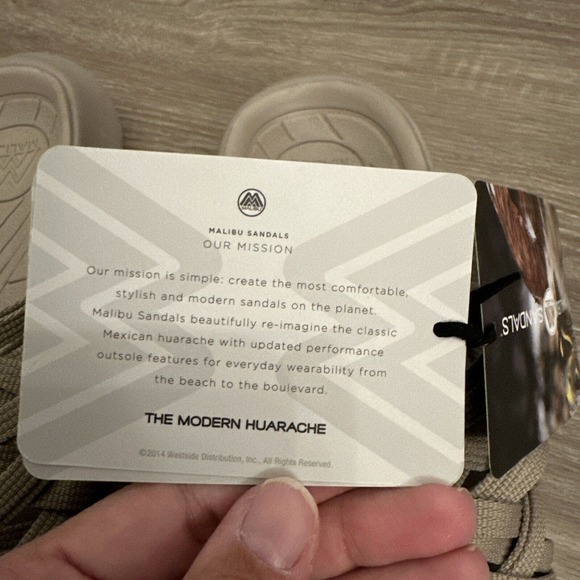 MALIBU
MALIBU SANDALS
OUR MISSION
Our mission is simple: create the most comfortable,
stylish and modern sandals on the planet.
Malibu Sandals beautifully re-imagine the classic
Mexican huarache with updated performance
outsole features for everyday wearability from
the beach to the boulevard.
THE MODERN HUARACHE
©2014 Westside Distribution, Inc., All Rights Reserved.
SANDALS